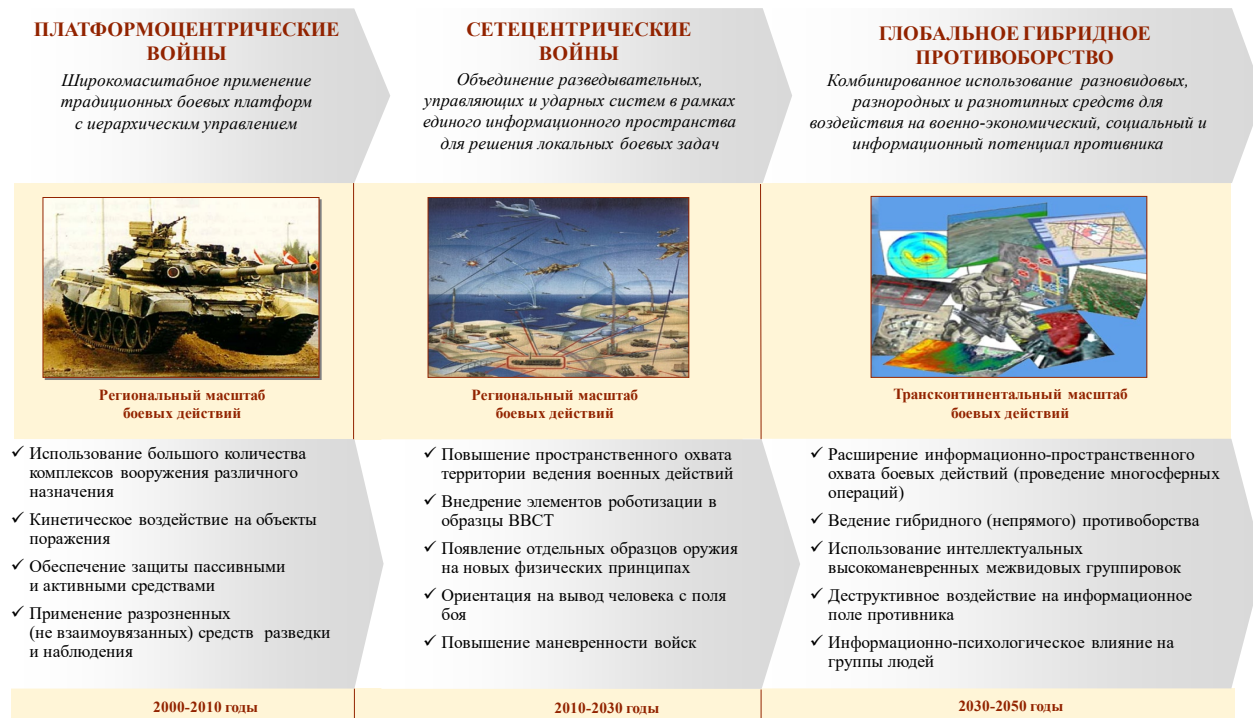 ПЛАТФОРМОЦЕНТРИЧЕСКИЕ
ВОЙНЫ
Широкомасштабное применение
традиционных боевых платформ
с иерархическим управлением
СЕТЕЦЕНТРИЧЕСКИЕ
ВОЙНЫ
Объединение разведывательных,
управляющих и ударных систем в рамках
единого информационного пространства
для решения локальных боевых задач
ГЛОБАЛЬНОЕ ГИБРИДНОЕ
ПРОТИВОБОРСТВО
Комбинированное использование разновидовых,
разнородных и разнотипных средств для
воздействия на военно-экономический, социальный и
информационный потенциал противника
Региональный масштаб
боевых действий
Региональный масштаб
боевых действий
Трансконтинентальный масштаб
боевых действий
✓ Использование большого количества
комплексов вооружения различного
назначения
✓ Кинетическое воздействие на объекты
поражения
✓ Обеспечение защиты пассивными
и активными средствами
✓ Применение разрозненных
(не взаимоувязанных) средств разведки
и наблюдения
✓ Повышение пространственного охвата
территории ведения военных действий
✓ Внедрение элементов роботизации в
образцы ВВСТ
✓ Появление отдельных образцов оружия
на новых физических принципах
✓ Ориентация на вывод человека с поля
боя
✓ Повышение маневренности войск
✓ Расширение информационно-пространственного
охвата боевых действий (проведение многосферных
операций)
✓ Ведение гибридного (непрямого) противоборства
✓ Использование интеллектуальных
высокоманевренных межвидовых группировок
✓ Деструктивное воздействие на информационное
поле противника
✓ Информационно-психологическое влияние на
группы людей
2000-2010 годы
2010-2030 годы
2030-2050 годы